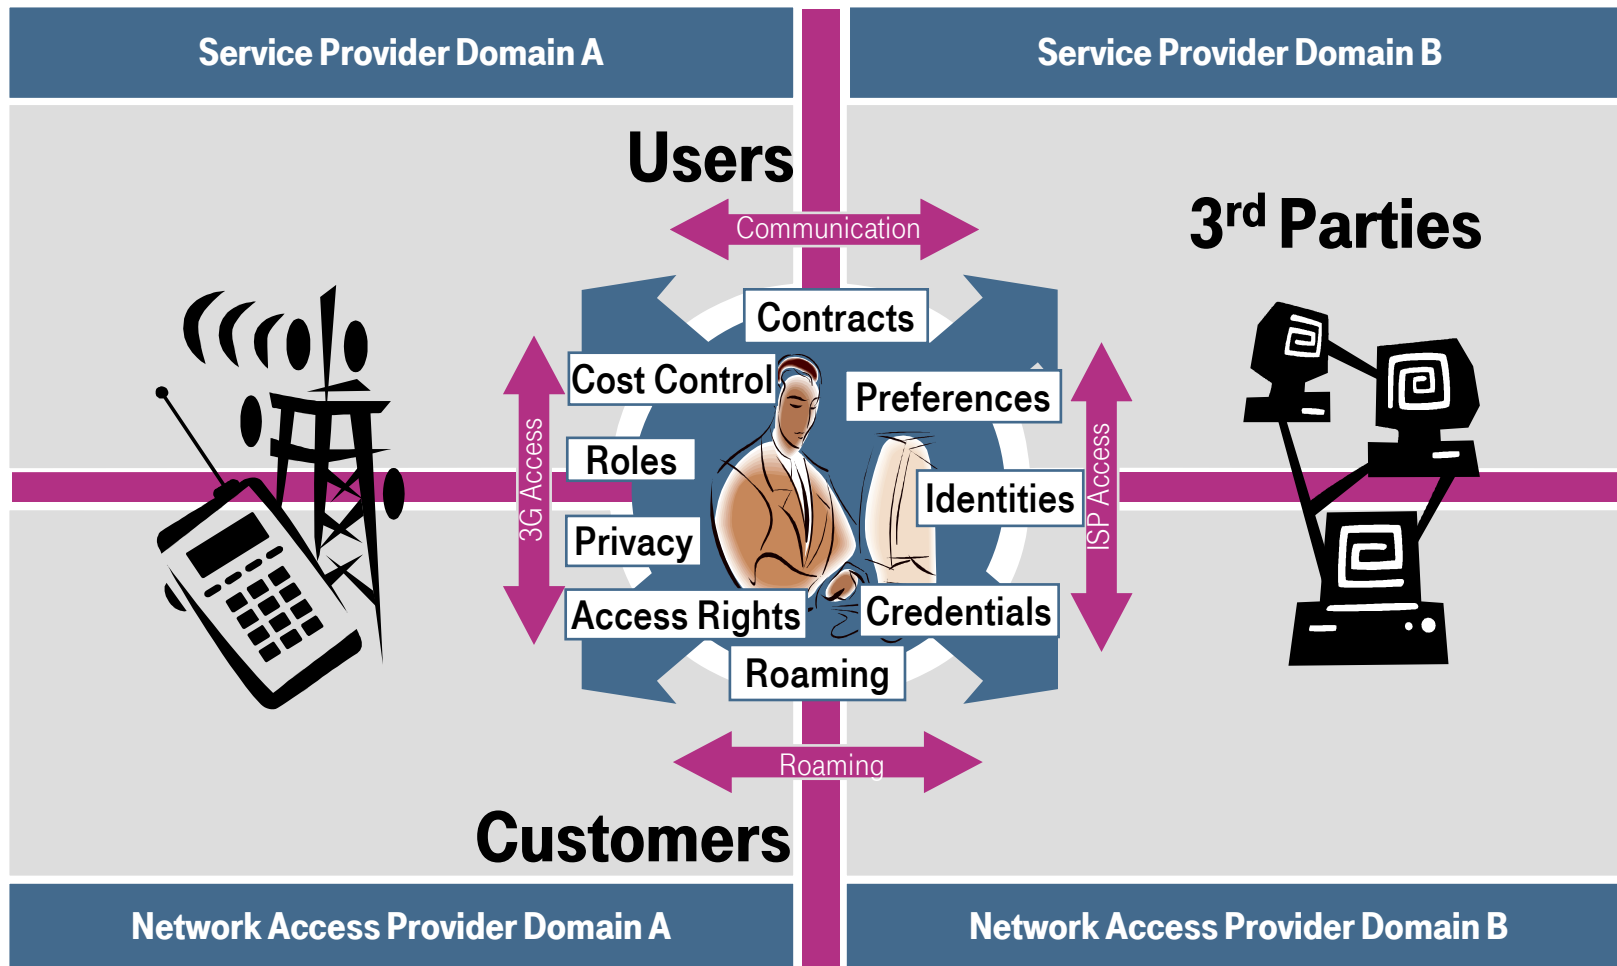 Service Provider Domain A
Service Provider Domain B
Users
Communication
3rd Parties
Contracts
Cost Control
Preferences
Roles
Identities
3G Access
ISP Access
Privacy
Access Rights
Credentials
Roaming
Roaming
Customers
Network Access Provider Domain A
Network Access Provider Domain B